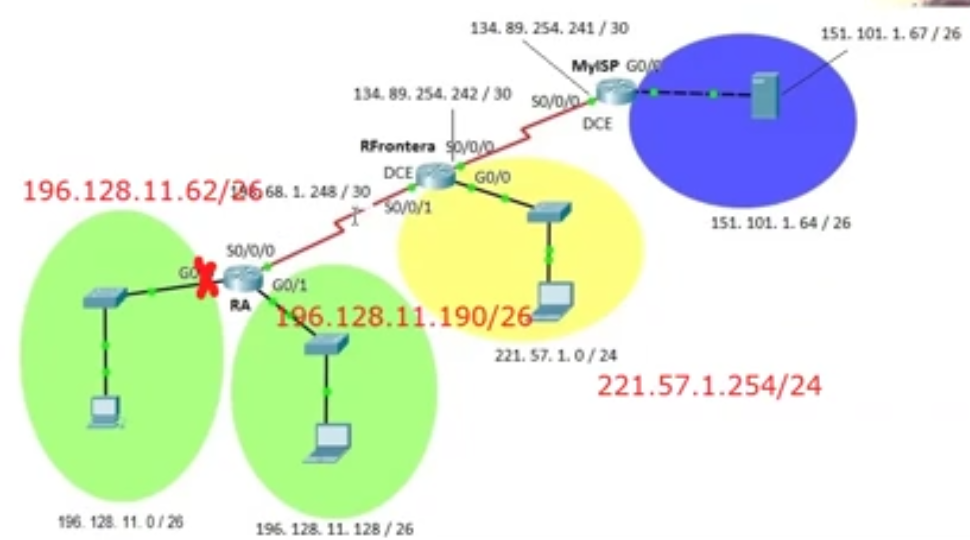 134. 89. 254. 241 / 30
151. 101. 1. 67 / 26
MyISP G0/0
134. 89. 254. 242 / 30
S0/0/0
DCE
RFrontera S0/0/0
DCE
G0/0
196.128.11.62/26
68. 1. 248 / 30
S0/0/1
151. 101. 1. 64 / 26
S0/0/0
G0
G0/1
RA
196.128.11.190/26
221. 57. 1. 0 / 24
221.57.1.254/24
196. 128. 11. 0 / 26
196. 128. 11. 128 / 26